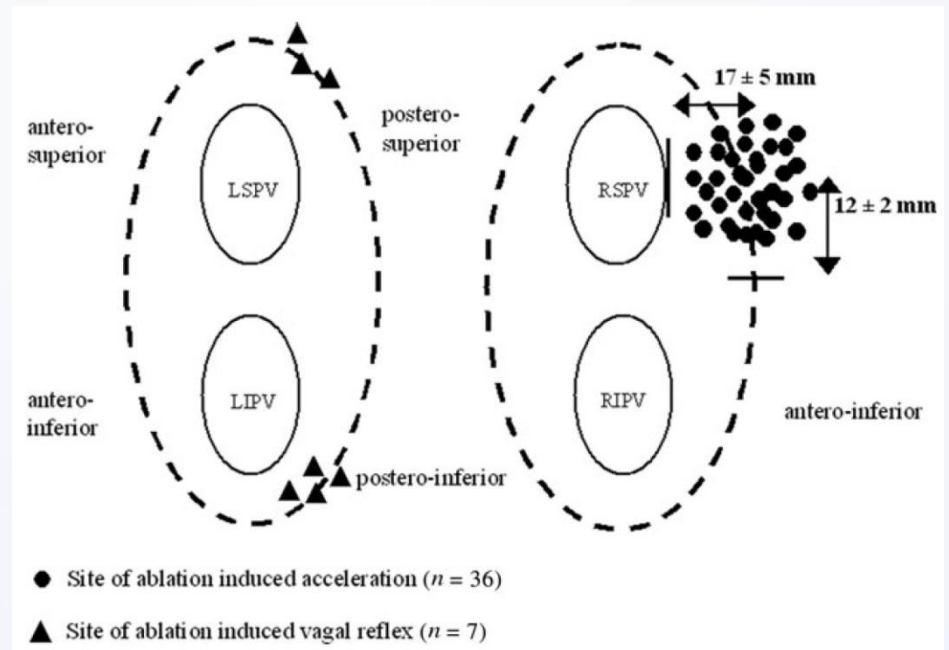 17 ± 5 mm
antero-
superior
postero-
superior
LSPV
RSPV
12 ± 2 mm
antero-
inferior
LIPV
RIPV
antero-inferior
postero-inferior
Site of ablation induced acceleration (n = 36)
Site of ablation induced vagal reflex (n = 7)